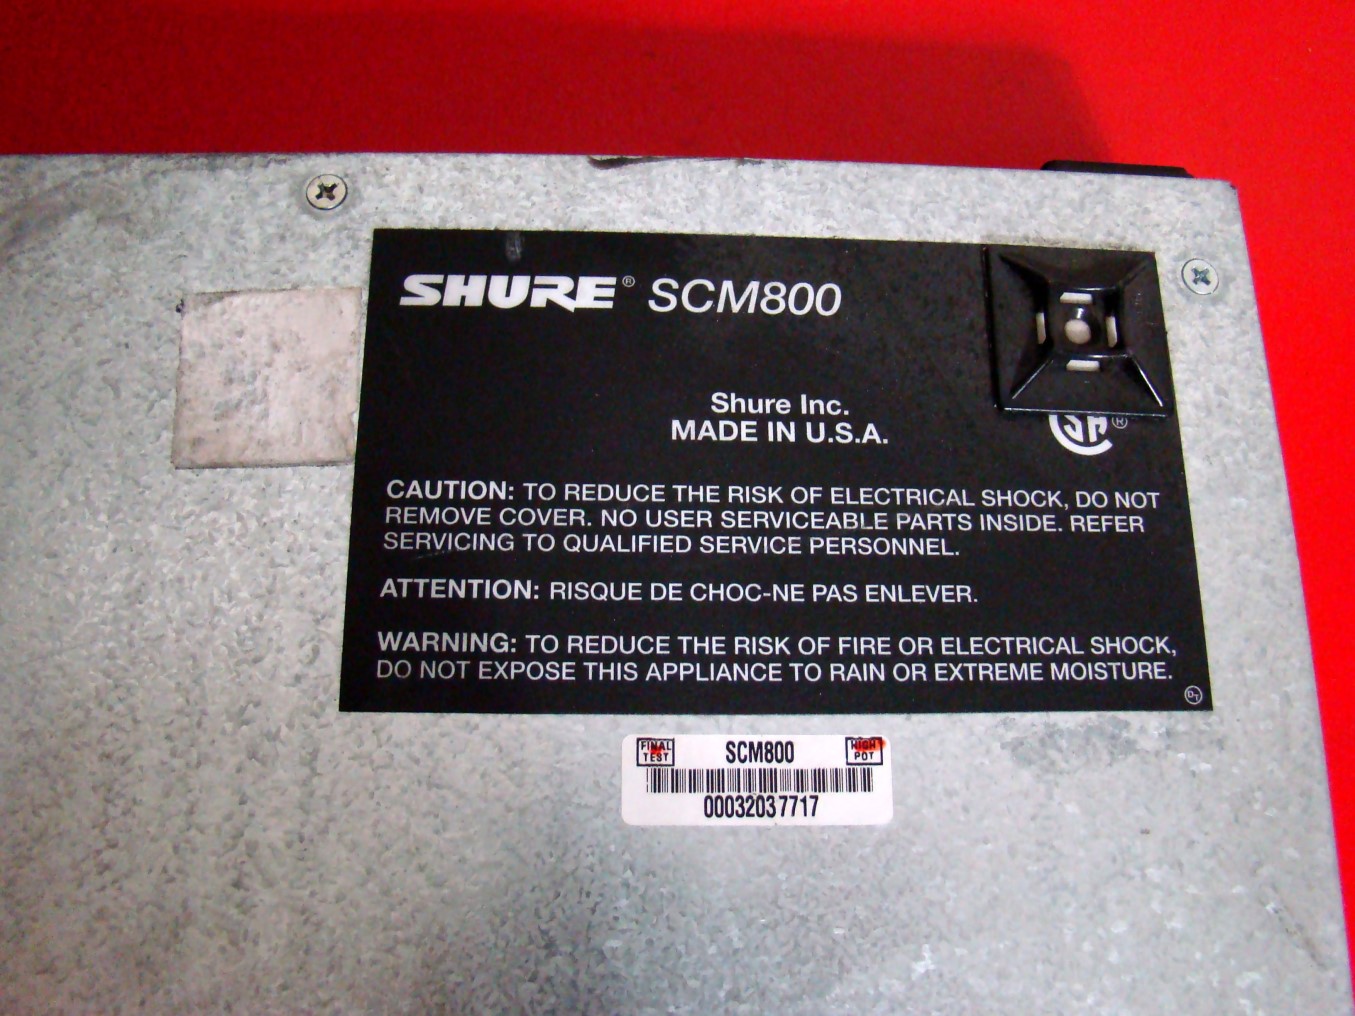 SHURE® SCM800
Shure Inc.
MADE IN U.S.A.
®
CAUTION: TO REDUCE THE RISK OF ELECTRICAL SHOCK, DO NOT
REMOVE COVER. NO USER SERVICEABLE PARTS INSIDE. REFER
SERVICING TO QUALIFIED SERVICE PERSONNEL.
ATTENTION: RISQUE DE CHOC-NE PAS ENLEVER.
WARNING: TO REDUCE THE RISK OF FIRE OR ELECTRICAL SHOCK,
DO NOT EXPOSE THIS APPLIANCE TO RAIN OR EXTREME MOISTURE.
DT
FINAL TEST SCM800 HIGH POT
00032037717